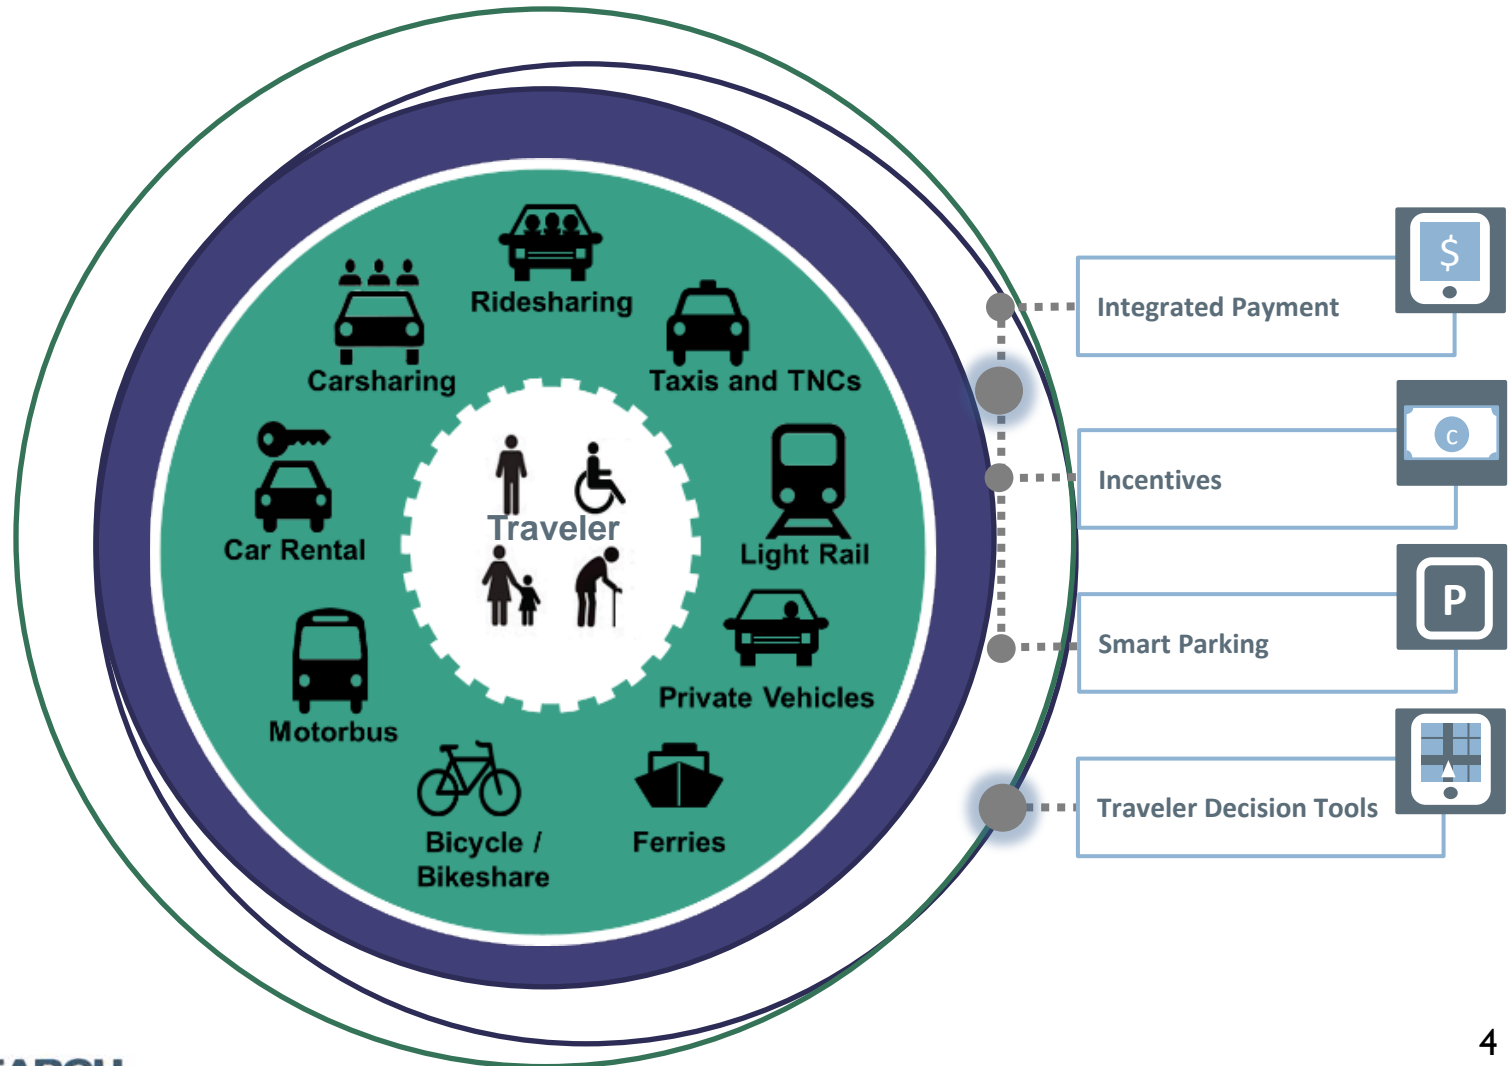 Ridesharing
Carsharing
Taxis and TNCs
Car Rental
Traveler
Light Rail
Motorbus
Private Vehicles
Bicycle /
Bikeshare
Ferries
$
Integrated Payment
C
Incentives
P
Smart Parking
Traveler Decision Tools
4